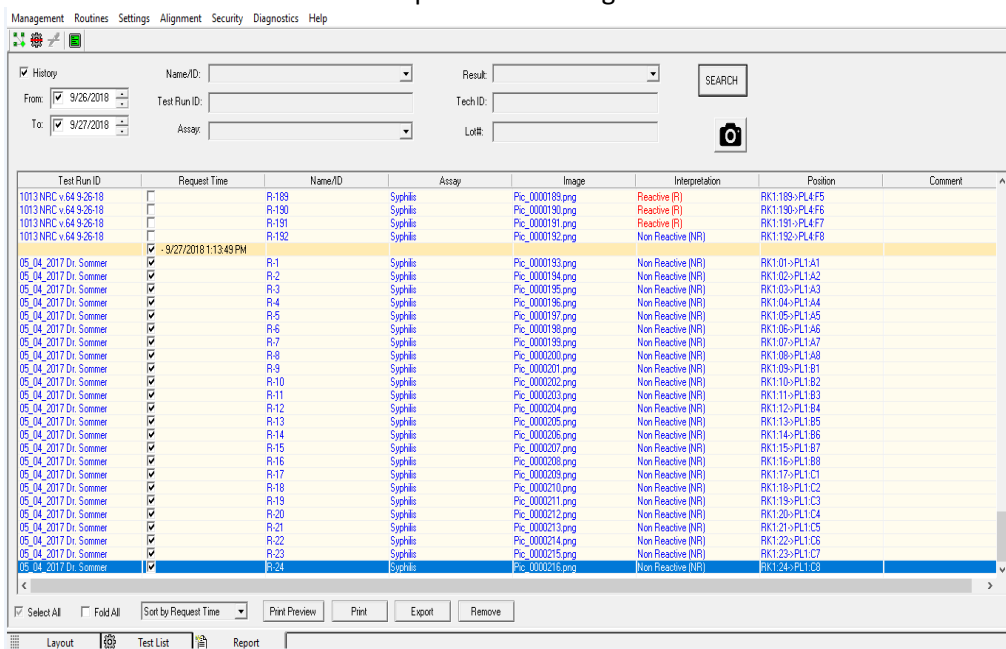 Management Routines Settings Alignment Security Diagnostics Help
History Name/ID: Result: SEARCH
From: 9/26/2018 Test Run ID: Tech ID:
To: 9/27/2018 Assay: Lot#:
Test Run ID Request Time Name/ID Assay Image Interpretation Position Comment
1013 NRC v.64 9-26-18 R-189 Syphilis Pic_0000189.png Reactive (R) RK1:189->PL4:F5
1013 NRC v.64 9-26-18 R-190 Syphilis Pic_0000190.png Reactive (R) RK1:190->PL4:F6
1013 NRC v.64 9-26-18 R-191 Syphilis Pic_0000191.png Reactive (R) RK1:191->PL4:F7
1013 NRC v.64 9-26-18 R-192 Syphilis Pic_0000192.png Non Reactive (NR) RK1:192->PL4:F8
- 9/27/2018 1:13:49 PM
05_04_2017 Dr. Sommer R-1 Syphilis Pic_0000193.png Non Reactive (NR) RK1:01->PL1:A1
05_04_2017 Dr. Sommer R-2 Syphilis Pic_0000194.png Non Reactive (NR) RK1:02->PL1:A2
05_04_2017 Dr. Sommer R-3 Syphilis Pic_0000195.png Non Reactive (NR) RK1:03->PL1:A3
05_04_2017 Dr. Sommer R-4 Syphilis Pic_0000196.png Non Reactive (NR) RK1:04->PL1:A4
05_04_2017 Dr. Sommer R-5 Syphilis Pic_0000197.png Non Reactive (NR) RK1:05->PL1:A5
05_04_2017 Dr. Sommer R-6 Syphilis Pic_0000198.png Non Reactive (NR) RK1:06->PL1:A6
05_04_2017 Dr. Sommer R-7 Syphilis Pic_0000199.png Non Reactive (NR) RK1:07->PL1:A7
05_04_2017 Dr. Sommer R-8 Syphilis Pic_0000200.png Non Reactive (NR) RK1:08->PL1:A8
05_04_2017 Dr. Sommer R-9 Syphilis Pic_0000201.png Non Reactive (NR) RK1:09->PL1:B1
05_04_2017 Dr. Sommer R-10 Syphilis Pic_0000202.png Non Reactive (NR) RK1:10->PL1:B2
05_04_2017 Dr. Sommer R-11 Syphilis Pic_0000203.png Non Reactive (NR) RK1:11->PL1:B3
05_04_2017 Dr. Sommer R-12 Syphilis Pic_0000204.png Non Reactive (NR) RK1:12->PL1:B4
05_04_2017 Dr. Sommer R-13 Syphilis Pic_0000205.png Non Reactive (NR) RK1:13->PL1:B5
05_04_2017 Dr. Sommer R-14 Syphilis Pic_0000206.png Non Reactive (NR) RK1:14->PL1:B6
05_04_2017 Dr. Sommer R-15 Syphilis Pic_0000207.png Non Reactive (NR) RK1:15->PL1:B7
05_04_2017 Dr. Sommer R-16 Syphilis Pic_0000208.png Non Reactive (NR) RK1:16->PL1:B8
05_04_2017 Dr. Sommer R-17 Syphilis Pic_0000209.png Non Reactive (NR) RK1:17->PL1:C1
05_04_2017 Dr. Sommer R-18 Syphilis Pic_0000210.png Non Reactive (NR) RK1:18->PL1:C2
05_04_2017 Dr. Sommer R-19 Syphilis Pic_0000211.png Non Reactive (NR) RK1:19->PL1:C3
05_04_2017 Dr. Sommer R-20 Syphilis Pic_0000212.png Non Reactive (NR) RK1:20->PL1:C4
05_04_2017 Dr. Sommer R-21 Syphilis Pic_0000213.png Non Reactive (NR) RK1:21->PL1:C5
05_04_2017 Dr. Sommer R-22 Syphilis Pic_0000214.png Non Reactive (NR) RK1:22->PL1:C6
05_04_2017 Dr. Sommer R-23 Syphilis Pic_0000215.png Non Reactive (NR) RK1:23->PL1:C7
05_04_2017 Dr. Sommer R-24 Syphilis Pic_0000216.png Non Reactive (NR) RK1:24->PL1:C8
Select All Fold All Sort by Request Time Print Preview Print Export Remove
Layout Test List Report